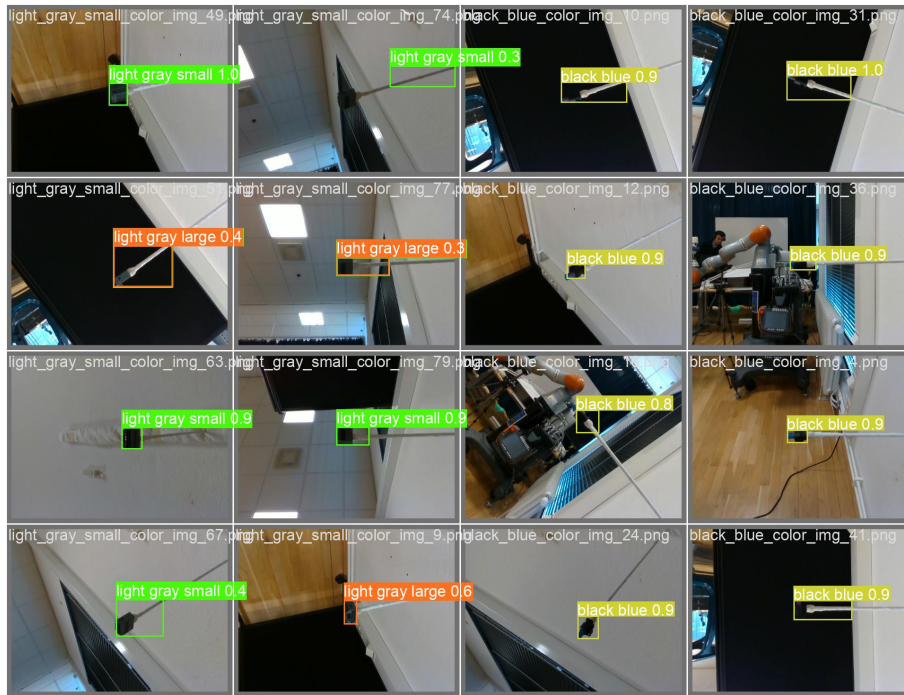 light_gray_small_color_img_49.png
light gray small 1.0
light_gray_small_color_img_74.png
light gray small 0.3
black_blue_color_img_10.png
black blue 0.9
black_blue_color_img_31.png
black blue 1.0
light_gray_small_color_img_51.png
light gray large 0.4
light_gray_small_color_img_77.png
light gray large 0.3
black_blue_color_img_12.png
black blue 0.9
black_blue_color_img_36.png
black blue 0.9
light_gray_small_color_img_63.png
light gray small 0.9
light_gray_small_color_img_79.png
light gray small 0.9
black blue 0.8
black blue 0.9
light_gray_small_color_img_67.png
light gray small 0.4
light_gray_small_color_img_9.png
light gray large 0.6
black_blue_color_img_24.png
black blue 0.9
black_blue_color_img_41.png
black blue 0.9